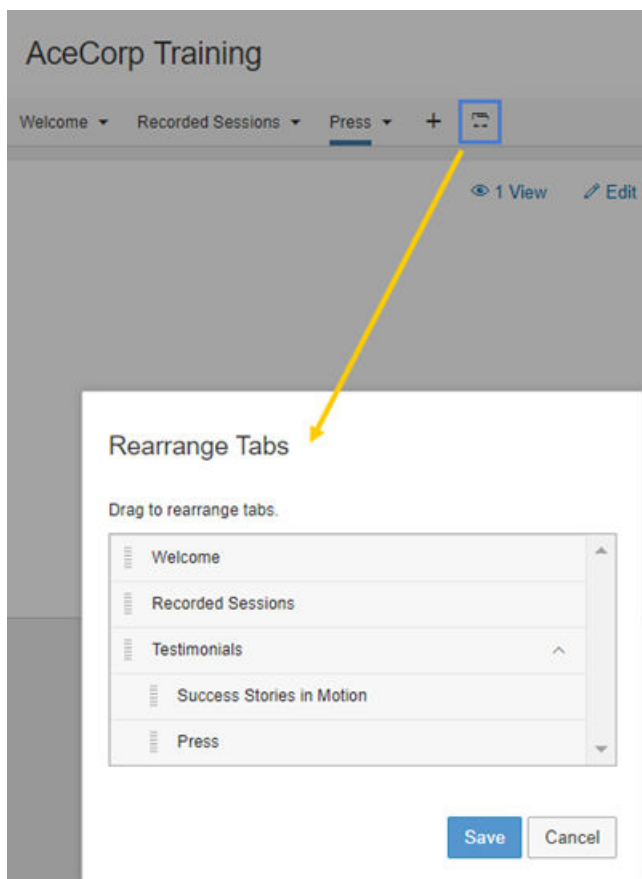 AceCorp Training
Welcome Recorded Sessions Press +
1 View Edit
Rearrange Tabs
Drag to rearrange tabs.
Welcome
Recorded Sessions
Testimonials
Success Stories in Motion
Press
Save Cancel